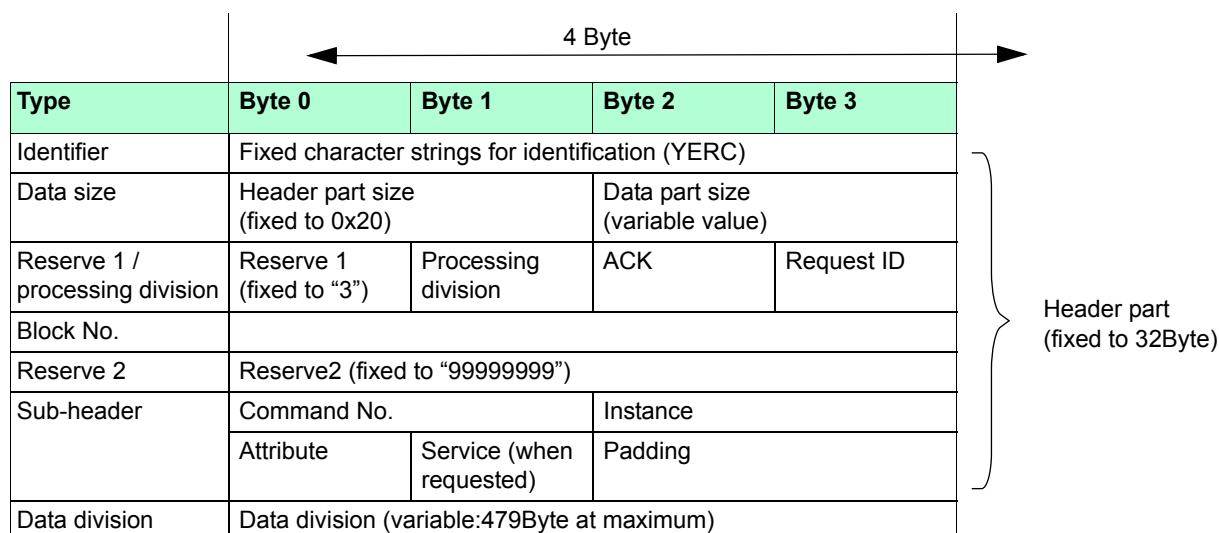 4 Byte
Type Byte 0 Byte 1 Byte 2 Byte 3
Identifier Fixed character strings for identification (YERC)
Data size Header part size Data part size
(fixed to 0x20) (variable value)
Reserve 1 / Reserve 1 Processing ACK Request ID
processing division (fixed to “3”) division
Block No.
Reserve 2 Reserve2 (fixed to “99999999”)
Sub-header Command No. Instance
Attribute Service (when Padding
requested)
Data division Data division (variable:479Byte at maximum)
Header part
(fixed to 32Byte)